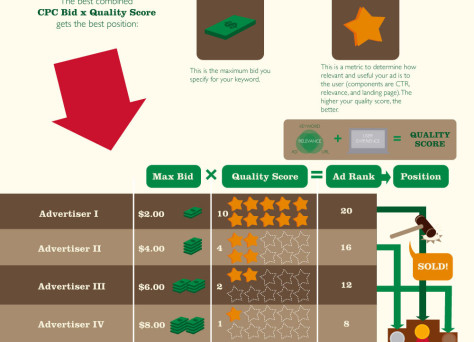 The best combined
CPC Bid x Quality Score
gets the best position:
This is the maximum bid you
specify for your keyword.
This is a metric to determine how
relevant and useful your ad is to
the user (components are CTR,
relevance, and landing page). The
higher your quality score, the
better.
RELEVANCE + = QUALITY
SCORE
Max Bid × Quality Score = Ad Rank Position
Advertiser I $2.00 10 20
Advertiser II $4.00 4 16
Advertiser III $6.00 2 12
Advertiser IV $8.00 1 8
SOLD!